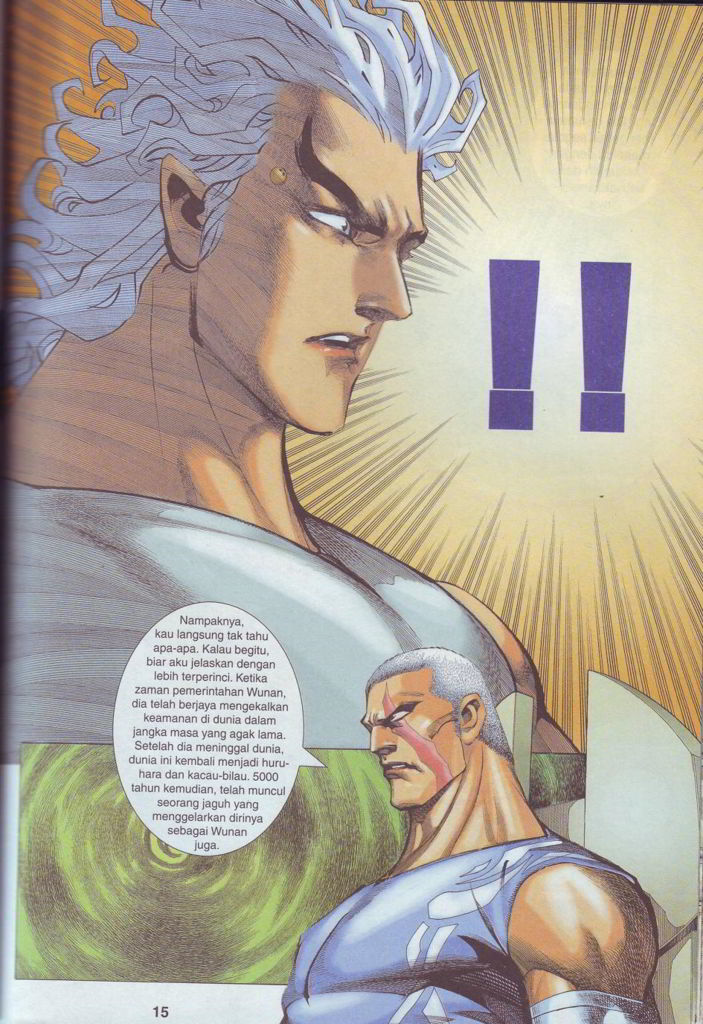 !!
Nampaknya,
kau langsung tak tahu
apa-apa. Kalau begitu,
biar aku jelaskan dengan
lebih terperinci. Ketika
zaman pemerintahan Wunan,
dia telah berjaya mengekalkan
keamanan di dunia dalam
jangka masa yang agak lama.
Setelah dia meninggal dunia,
dunia ini kembali menjadi huru-
hara dan kacau-bilau. 5000
tahun kemudian, telah muncul
seorang jaguh yang
menggelarkan dirinya
sebagai Wunan
juga.
15